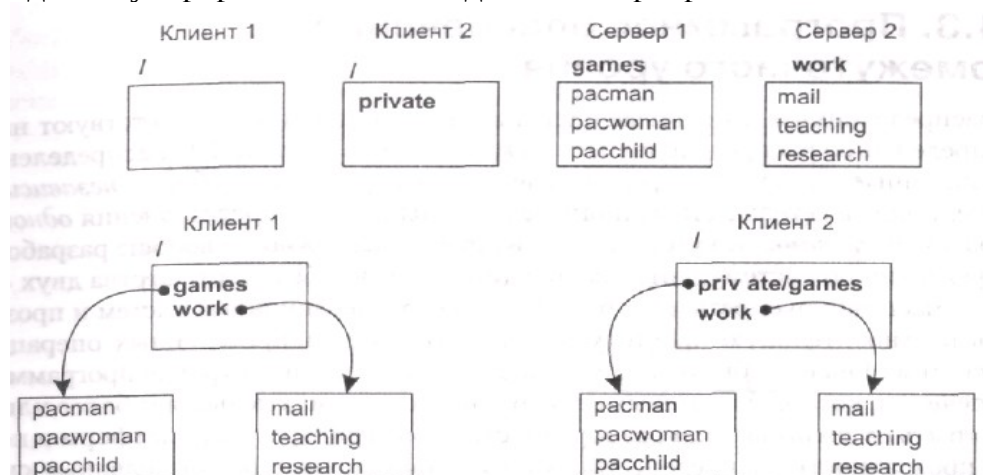 Клиент 1
Клиент 2
Сервер 1
Сервер 2
/
/
games
work
private
pacman
pacwoman
pacchild
mail
teaching
research
Клиент 1
Клиент 2
/
/
games
work
priv ate/games
work
pacman
pacwoman
pacchild
mail
teaching
research
pacman
pacwoman
pacchild
mail
teaching
research